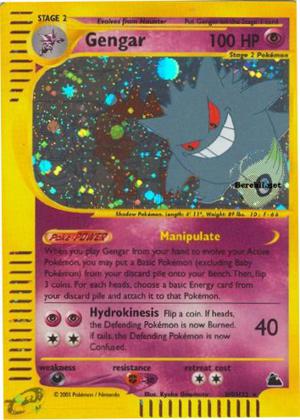 STAGE 2
Evolves from Haunter
Put Gengar on the Stage 1 card
Gengar
100 HP
Stage 2 Pokémon
Berebil.net
Shadow Pokémon. Length: 4' 11", Weight: 89 lbs.
POKé-POWER
Manipulate
When you play Gengar from your hand to evolve your Active
Pokémon, you may put a Basic Pokémon (excluding Baby
Pokémon) from your discard pile onto your Bench. Then, flip
3 coins. For each heads, choose a basic Energy card from
your discard pile and attach it to that Pokémon.
Hydrokinesis Flip a coin. If heads,
the Defending Pokémon is now Burned.
If tails, the Defending Pokémon is now
Confused.
40
weakness
resistance
retreat cost
© 2001 Pokémon / Nintendo
Illus. Kyoko